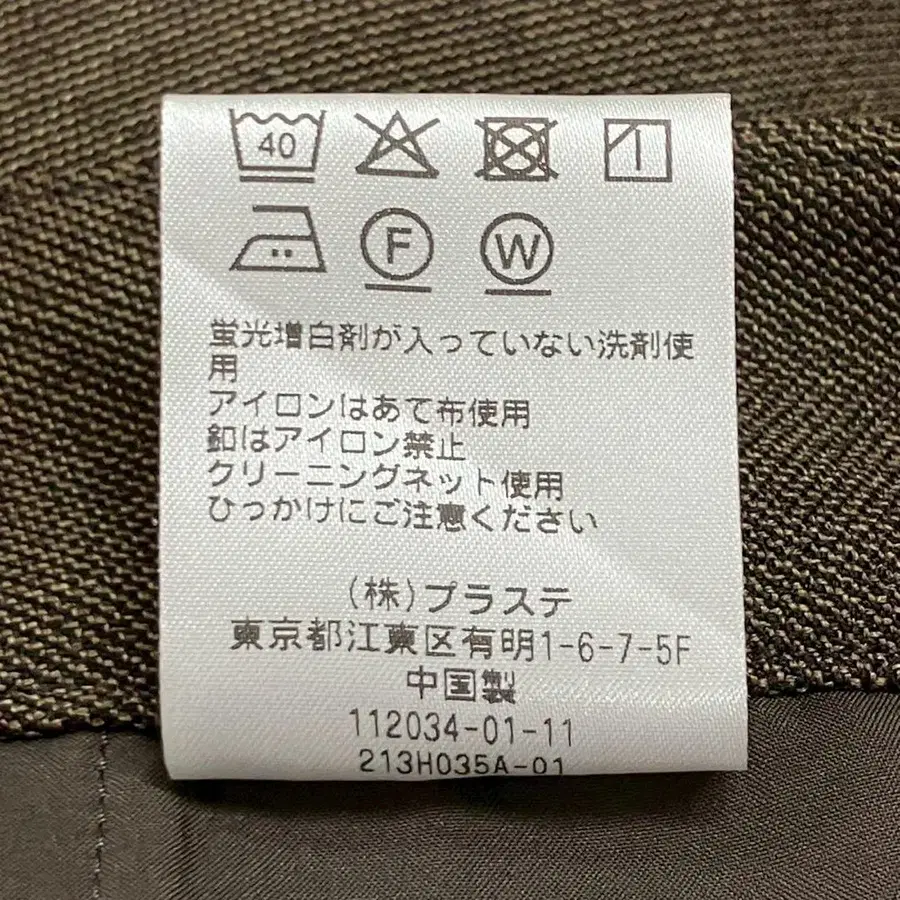 40
F
W
蛍光増白剤が入っていない洗剤使
用
アイロンはあて布使用
釦はアイロン禁止
クリーニングネット使用
ひっかけにご注意ください
(株)プラステ
東京都江東区有明1-6-7-5F
中国製
112034-01-11
213H035A-01